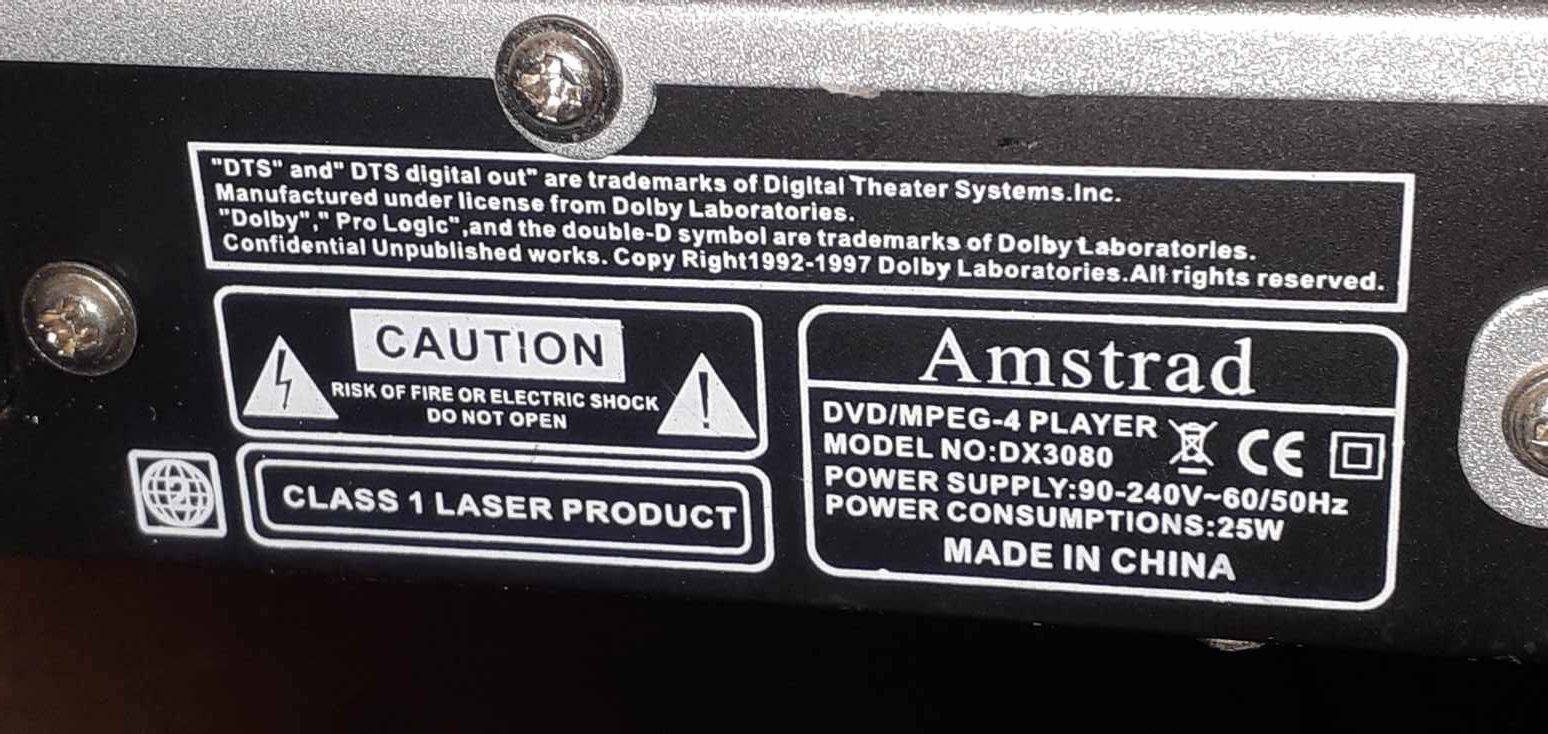 "DTS" and" DTS digital out" are trademarks of Digital Theater Systems.Inc.
Manufactured under license from Dolby Laboratories.
"Dolby"," Pro Logic",and the double-D symbol are trademarks of Dolby Laboratories.
Confidential Unpublished works. Copy Right1992-1997 Dolby Laboratories.All rights reserved.
CAUTION
RISK OF FIRE OR ELECTRIC SHOCK
DO NOT OPEN
2
CLASS 1 LASER PRODUCT
Amstrad
DVD/MPEG-4 PLAYER
MODEL NO:DX3080
CE
POWER SUPPLY:90-240V~60/50Hz
POWER CONSUMPTIONS:25W
MADE IN CHINA